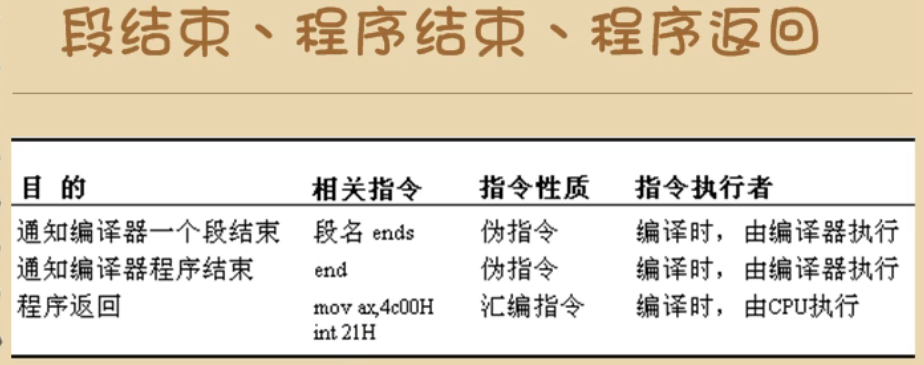 段结束、程序结束、程序返回
目 的 相关指令 指令性质 指令执行者
通知编译器一个段结束 段名 ends 伪指令 编译时，由编译器执行
通知编译器程序结束 end 伪指令 编译时，由编译器执行
程序返回 mov ax,4c00H 汇编指令 编译时，由CPU执行
int 21H